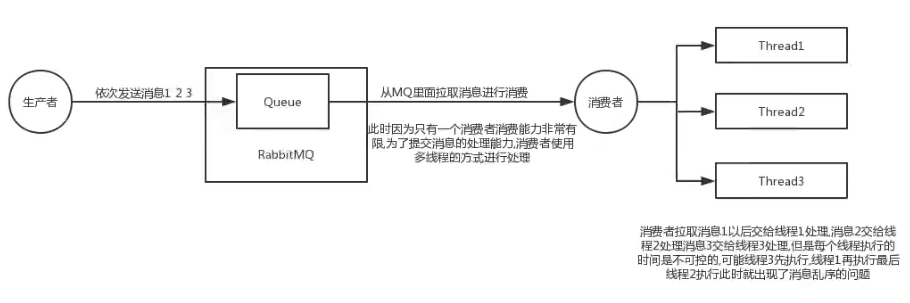 生产者
依次发送消息1 2 3
Queue
RabbitMQ
从MQ里面拉取消息进行消费
此时因为只有一个消费者消费能力非常有
限,为了提交消息的处理能力,消费者使用
多线程的方式进行处理
消费者
Thread1
Thread2
Thread3
消费者拉取消息1以后交给线程1处理,消息2交给线
程2处理消息3交给线程3处理,但是每个线程执行的
时间是不可控的,可能线程3先执行,线程1再执行最后
线程2执行此时就出现了消息乱序的问题